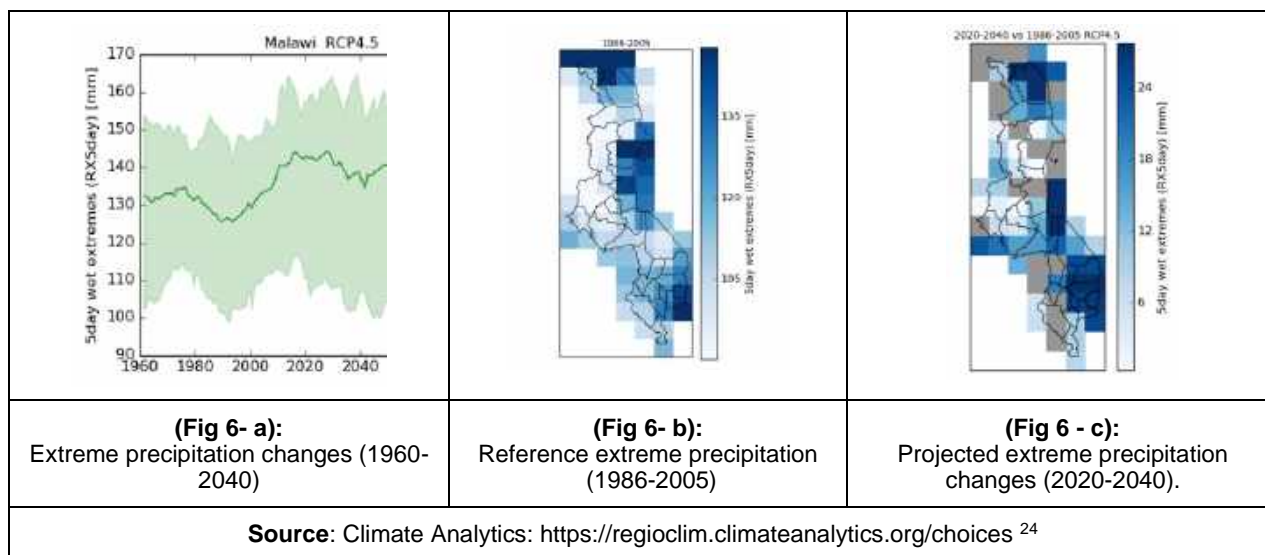 Malawi RCP4.5
170
160
150
140
130
120
110
100
90
5day wet extremes (RX5day) [mm]
1960 1980 2000 2020 2040
1986-2005
135
120
105
5day wet extremes (RX5day) [mm]
2020-2040 vs 1986-2005 RCP4.5
24
18
12
6
5day wet extremes (RX5day) [mm]
(Fig 6- a):
Extreme precipitation changes (1960-
2040)
(Fig 6- b):
Reference extreme precipitation
(1986-2005)
(Fig 6 - c):
Projected extreme precipitation
changes (2020-2040).
Source: Climate Analytics: https://regioclim.climateanalytics.org/choices 24